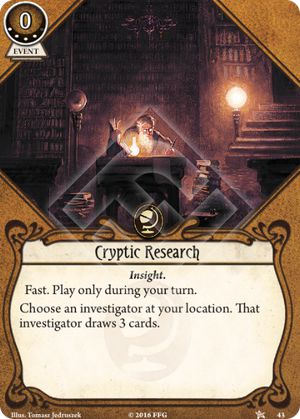 0
EVENT
Cryptic Research
Insight.
Fast. Play only during your turn.
Choose an investigator at your location. That
investigator draws 3 cards.
Illus. Tomasz Jedruszek
© 2016 FFG
43